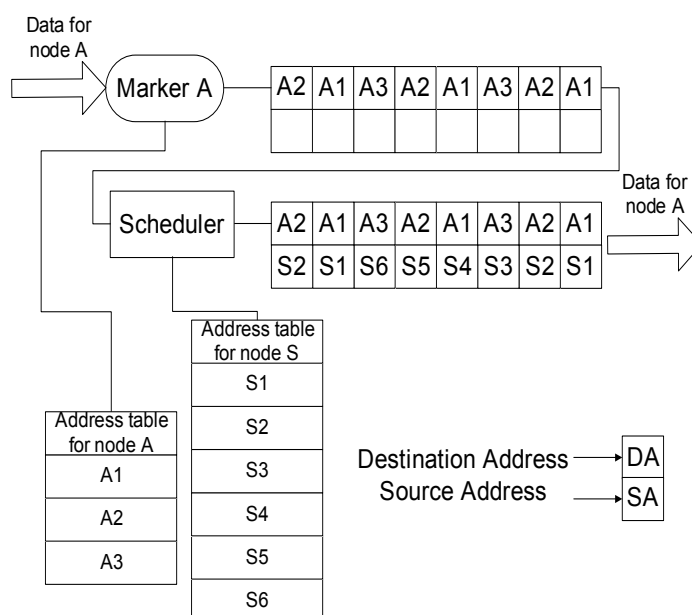 Data for
node A
Marker A
A2 A1 A3 A2 A1 A3 A2 A1
Data for
node A
Scheduler
A2 A1 A3 A2 A1 A3 A2 A1
S2 S1 S6 S5 S4 S3 S2 S1
Address table
for node S
S1
S2
S3
S4
S5
S6
Address table
for node A
A1
A2
A3
Destination Address
DA
Source Address
SA